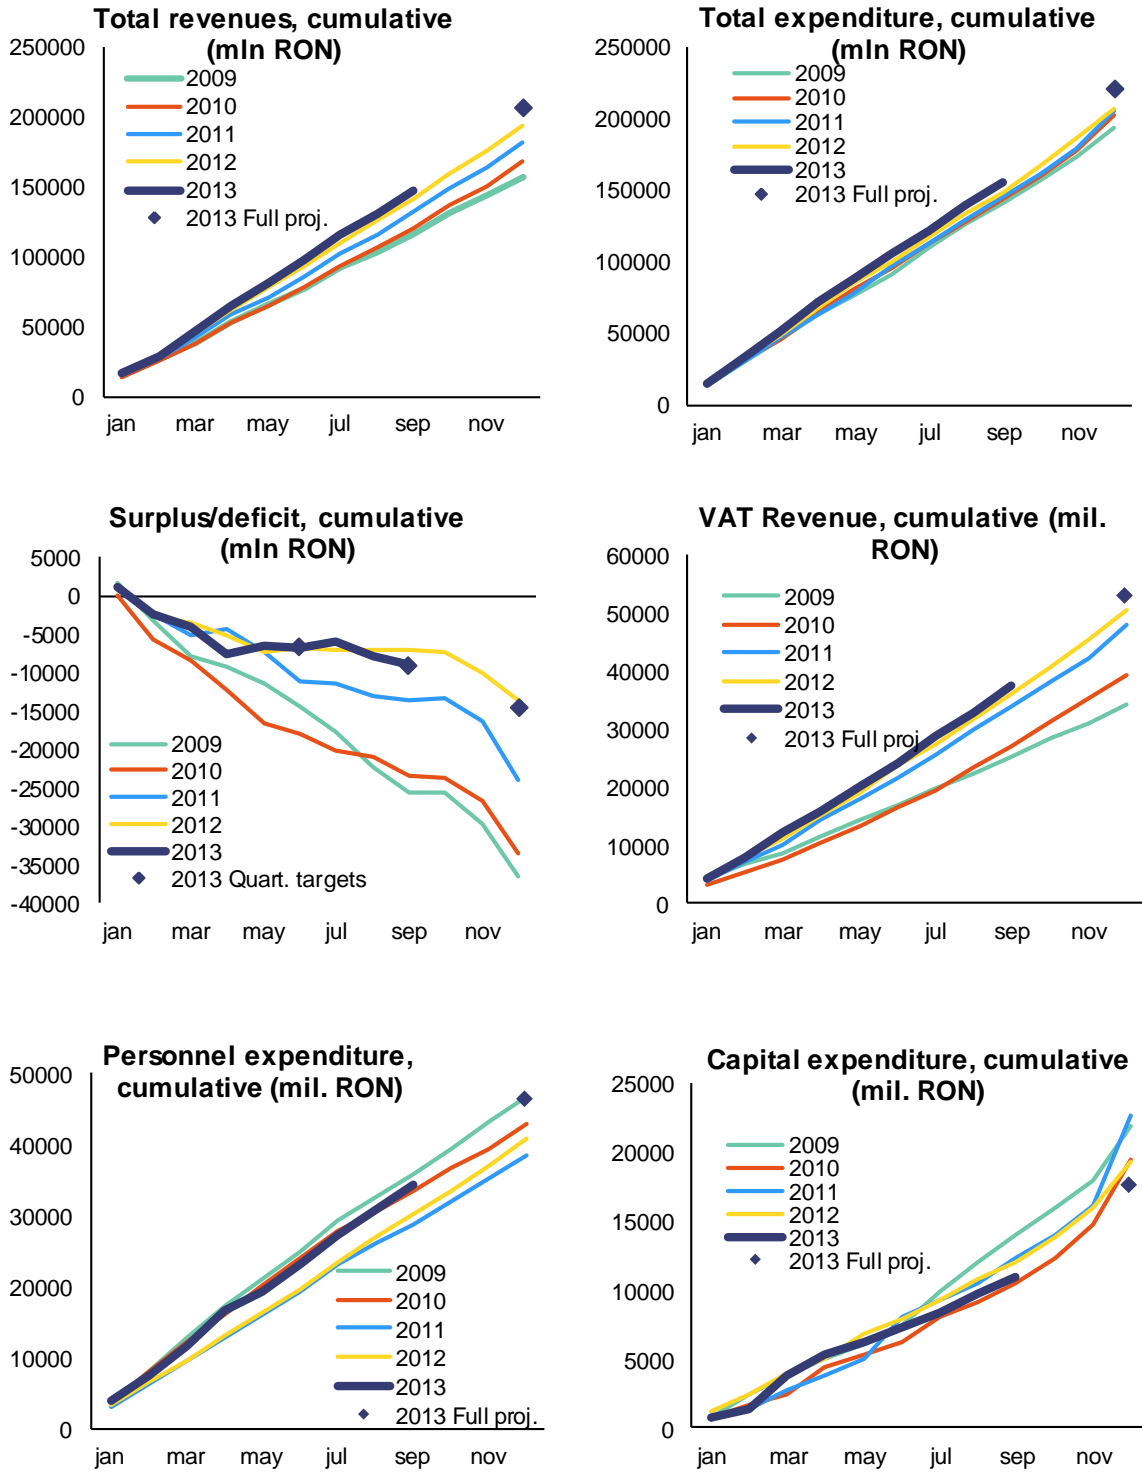 Total revenues, cumulative
(mln RON)
250000
200000
150000
100000
50000
0
2009
2010
2011
2012
2013
2013 Full proj.
jan mar may jul sep nov
Total expenditure, cumulative
(mln RON)
250000
200000
150000
100000
50000
0
2009
2010
2011
2012
2013
2013 Full proj.
jan mar may jul sep nov
Surplus/deficit, cumulative
(mln RON)
5000
0
-5000
-10000
-15000
-20000
-25000
-30000
-35000
-40000
2009
2010
2011
2012
2013
2013 Quart. targets
jan mar may jul sep nov
VAT Revenue, cumulative (mil.
RON)
60000
50000
40000
30000
20000
10000
0
2009
2010
2011
2012
2013
2013 Full proj.
jan mar may jul sep nov
Personnel expenditure,
cumulative (mil. RON)
50000
40000
30000
20000
10000
0
2009
2010
2011
2012
2013
2013 Full proj.
jan mar may jul sep nov
Capital expenditure, cumulative
(mil. RON)
25000
20000
15000
10000
5000
0
2009
2010
2011
2012
2013
2013 Full proj.
jan mar may jul sep nov